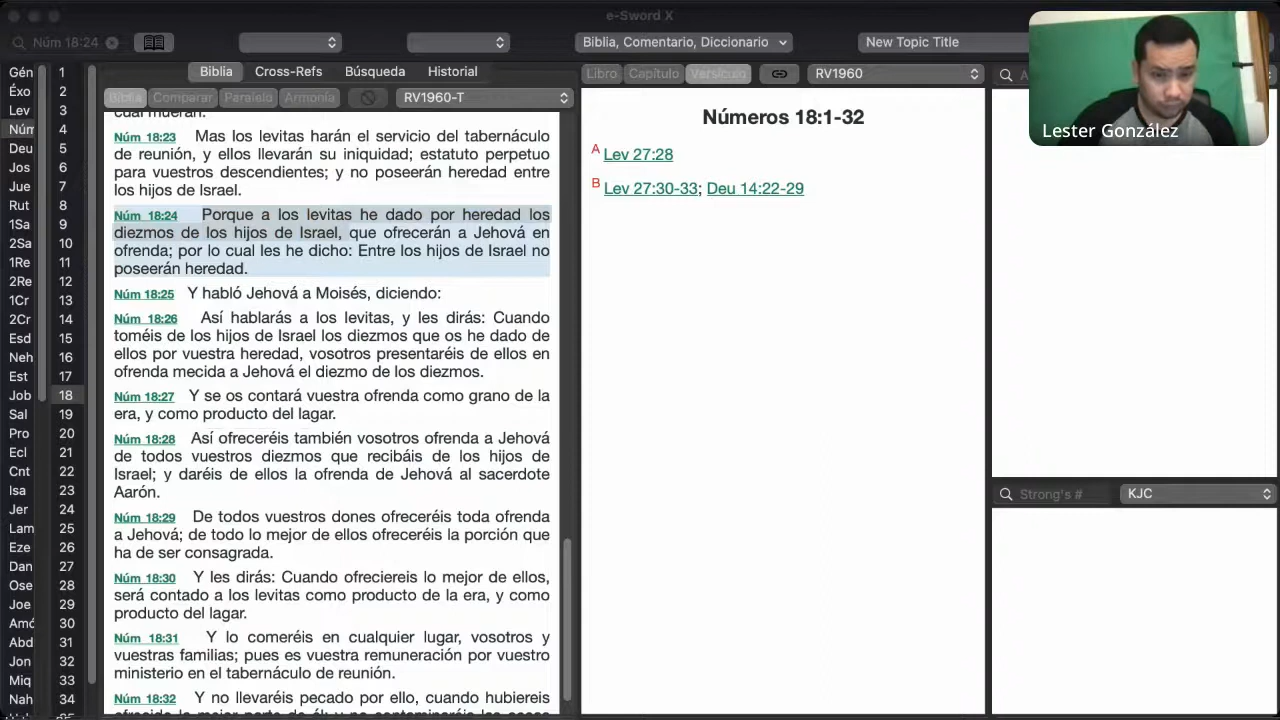 e-Sword X
Núm 18:24
Biblia, Comentario, Diccionario
New Topic Title
Lester González
Gén
Éxo
Lev
Núm
Deu
Jos
Jue
Rut
1Sa
2Sa
1Re
2Re
1Cr
2Cr
Esd
Neh
Est
Job
Sal
Pro
Ecl
Cnt
Isa
Jer
Lam
Eze
Dan
Ose
Joe
Amó
Abd
Jon
Miq
Nah
1
2
3
4
5
6
7
8
9
10
11
12
13
14
15
16
17
18
19
20
21
22
23
24
25
26
27
28
29
30
31
32
33
34
Biblia Cross-Refs Búsqueda Historial
Biblia Comparar Paralelo Armonía RV1960-T
Núm 18:23 Mas los levitas harán el servicio del tabernáculo
de reunión, y ellos llevarán su iniquidad; estatuto perpetuo
para vuestros descendientes; y no poseerán heredad entre
los hijos de Israel.
Núm 18:24 Porque a los levitas he dado por heredad los
diezmos de los hijos de Israel, que ofrecerán a Jehová en
ofrenda; por lo cual les he dicho: Entre los hijos de Israel no
poseerán heredad.
Núm 18:25 Y habló Jehová a Moisés, diciendo:
Núm 18:26 Así hablarás a los levitas, y les dirás: Cuando
toméis de los hijos de Israel los diezmos que os he dado de
ellos por vuestra heredad, vosotros presentaréis de ellos en
ofrenda mecida a Jehová el diezmo de los diezmos.
Núm 18:27 Y se os contará vuestra ofrenda como grano de la
era, y como producto del lagar.
Núm 18:28 Así ofreceréis también vosotros ofrenda a Jehová
de todos vuestros diezmos que recibáis de los hijos de
Israel; y daréis de ellos la ofrenda de Jehová al sacerdote
Aarón.
Núm 18:29 De todos vuestros dones ofreceréis toda ofrenda
a Jehová; de todo lo mejor de ellos ofreceréis la porción que
ha de ser consagrada.
Núm 18:30 Y les dirás: Cuando ofreciereis lo mejor de ellos,
será contado a los levitas como producto de la era, y como
producto del lagar.
Núm 18:31 Y lo comeréis en cualquier lugar, vosotros y
vuestras familias; pues es vuestra remuneración por vuestro
ministerio en el tabernáculo de reunión.
Núm 18:32 Y no llevaréis pecado por ello, cuando hubiereis
Libro Capítulo Versículo RV1960
Números 18:1-32
A Lev 27:28
B Lev 27:30-33; Deu 14:22-29
Strong's # KJC